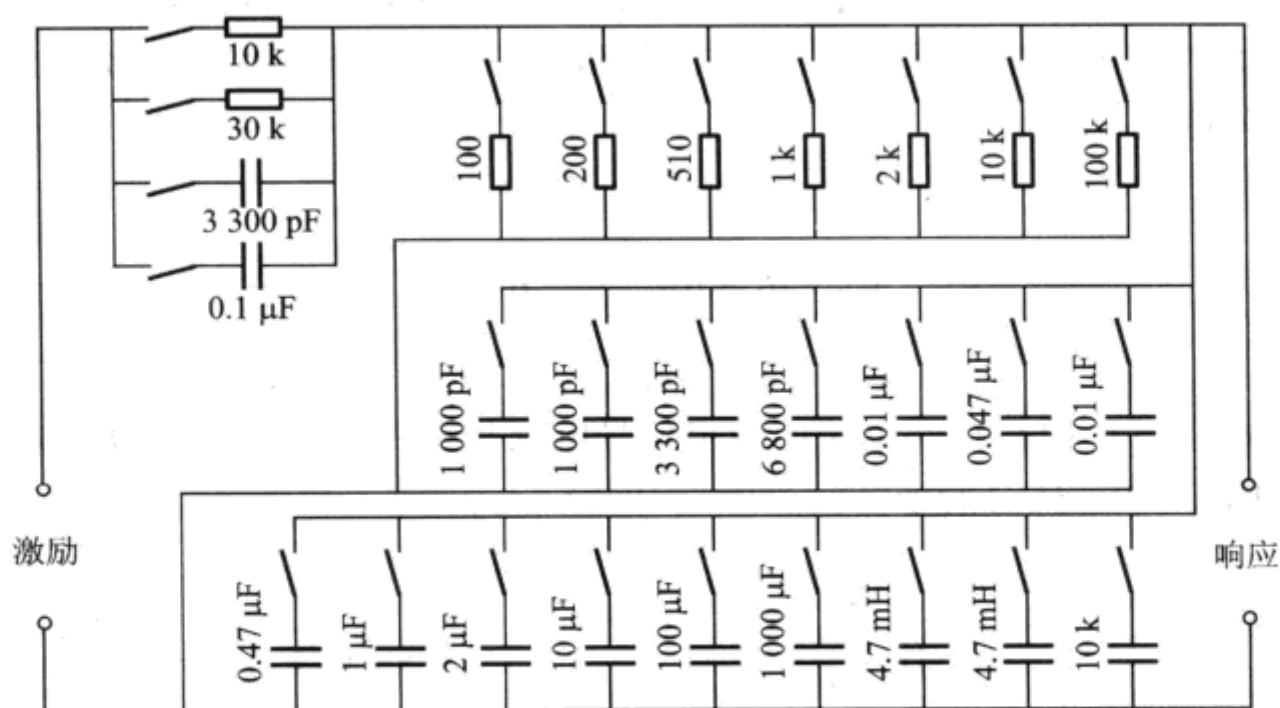 10 k
30 k
3 300 pF
0.1 μF
100
200
510
1 k
2 k
10 k
100 k
1 000 pF
1 000 pF
3 300 pF
6 800 pF
0.01 μF
0.047 μF
0.01 μF
激励
响应
0.47 μF
1 μF
2 μF
10 μF
100 μF
1 000 μF
4.7 mH
4.7 mH
10 k